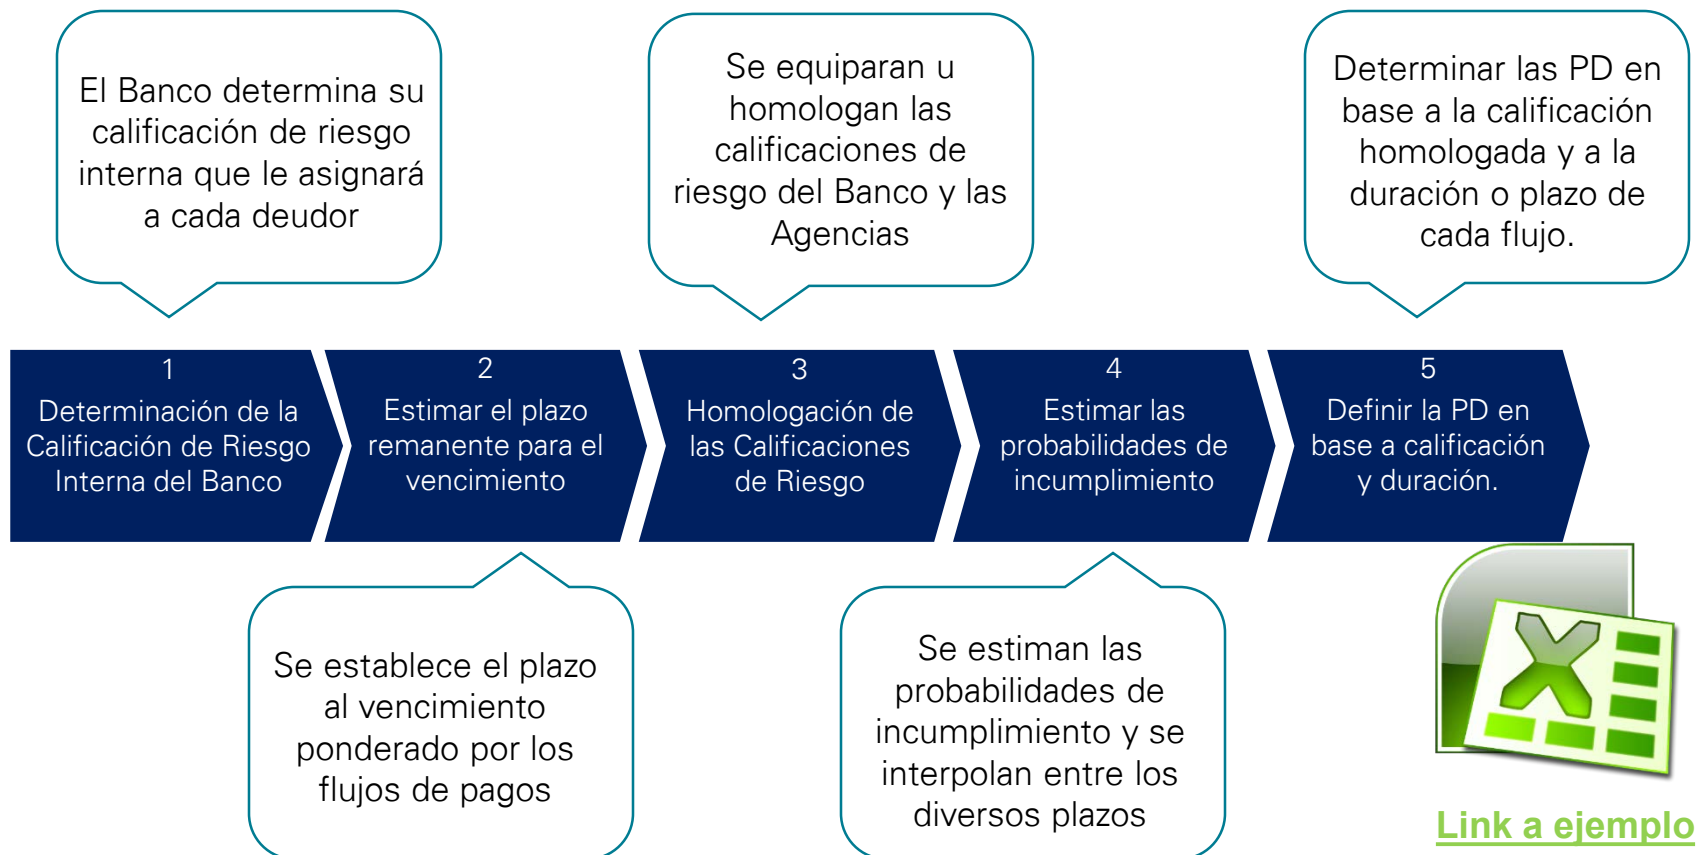 El Banco determina su
calificación de riesgo
interna que le asignará
a cada deudor
Se equiparan u
homologan las
calificaciones de
riesgo del Banco y las
Agencias
Determinar las PD en
base a la calificación
homologada y a la
duración o plazo de
cada flujo.
1
Determinación de la
Calificación de Riesgo
Interna del Banco
2
Estimar el plazo
remanente para el
vencimiento
3
Homologación de
las Calificaciones
de Riesgo
4
Estimar las
probabilidades de
incumplimiento
5
Definir la PD en
base a calificación
y duración.
Se establece el plazo
al vencimiento
ponderado por los
flujos de pagos
Se estiman las
probabilidades de
incumplimiento y se
interpolan entre los
diversos plazos
Link a ejemplo